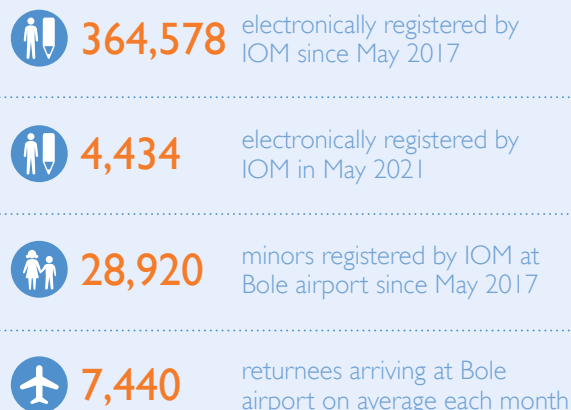 364,578 electronically registered by
IOM since May 2017
4,434 electronically registered by
IOM in May 2021
28,920 minors registered by IOM at
Bole airport since May 2017
7,440 returnees arriving at Bole
airport on average each month